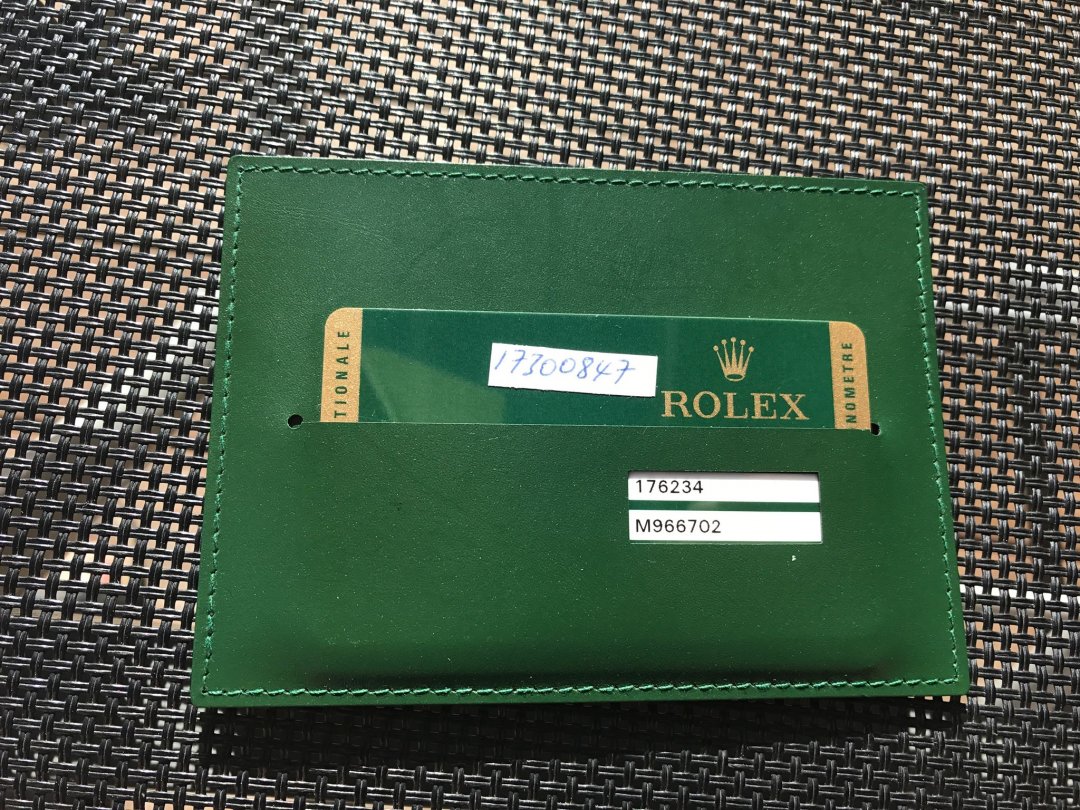 TIONALE
17300847
ROLEX
NOMETRE
176234
M966702